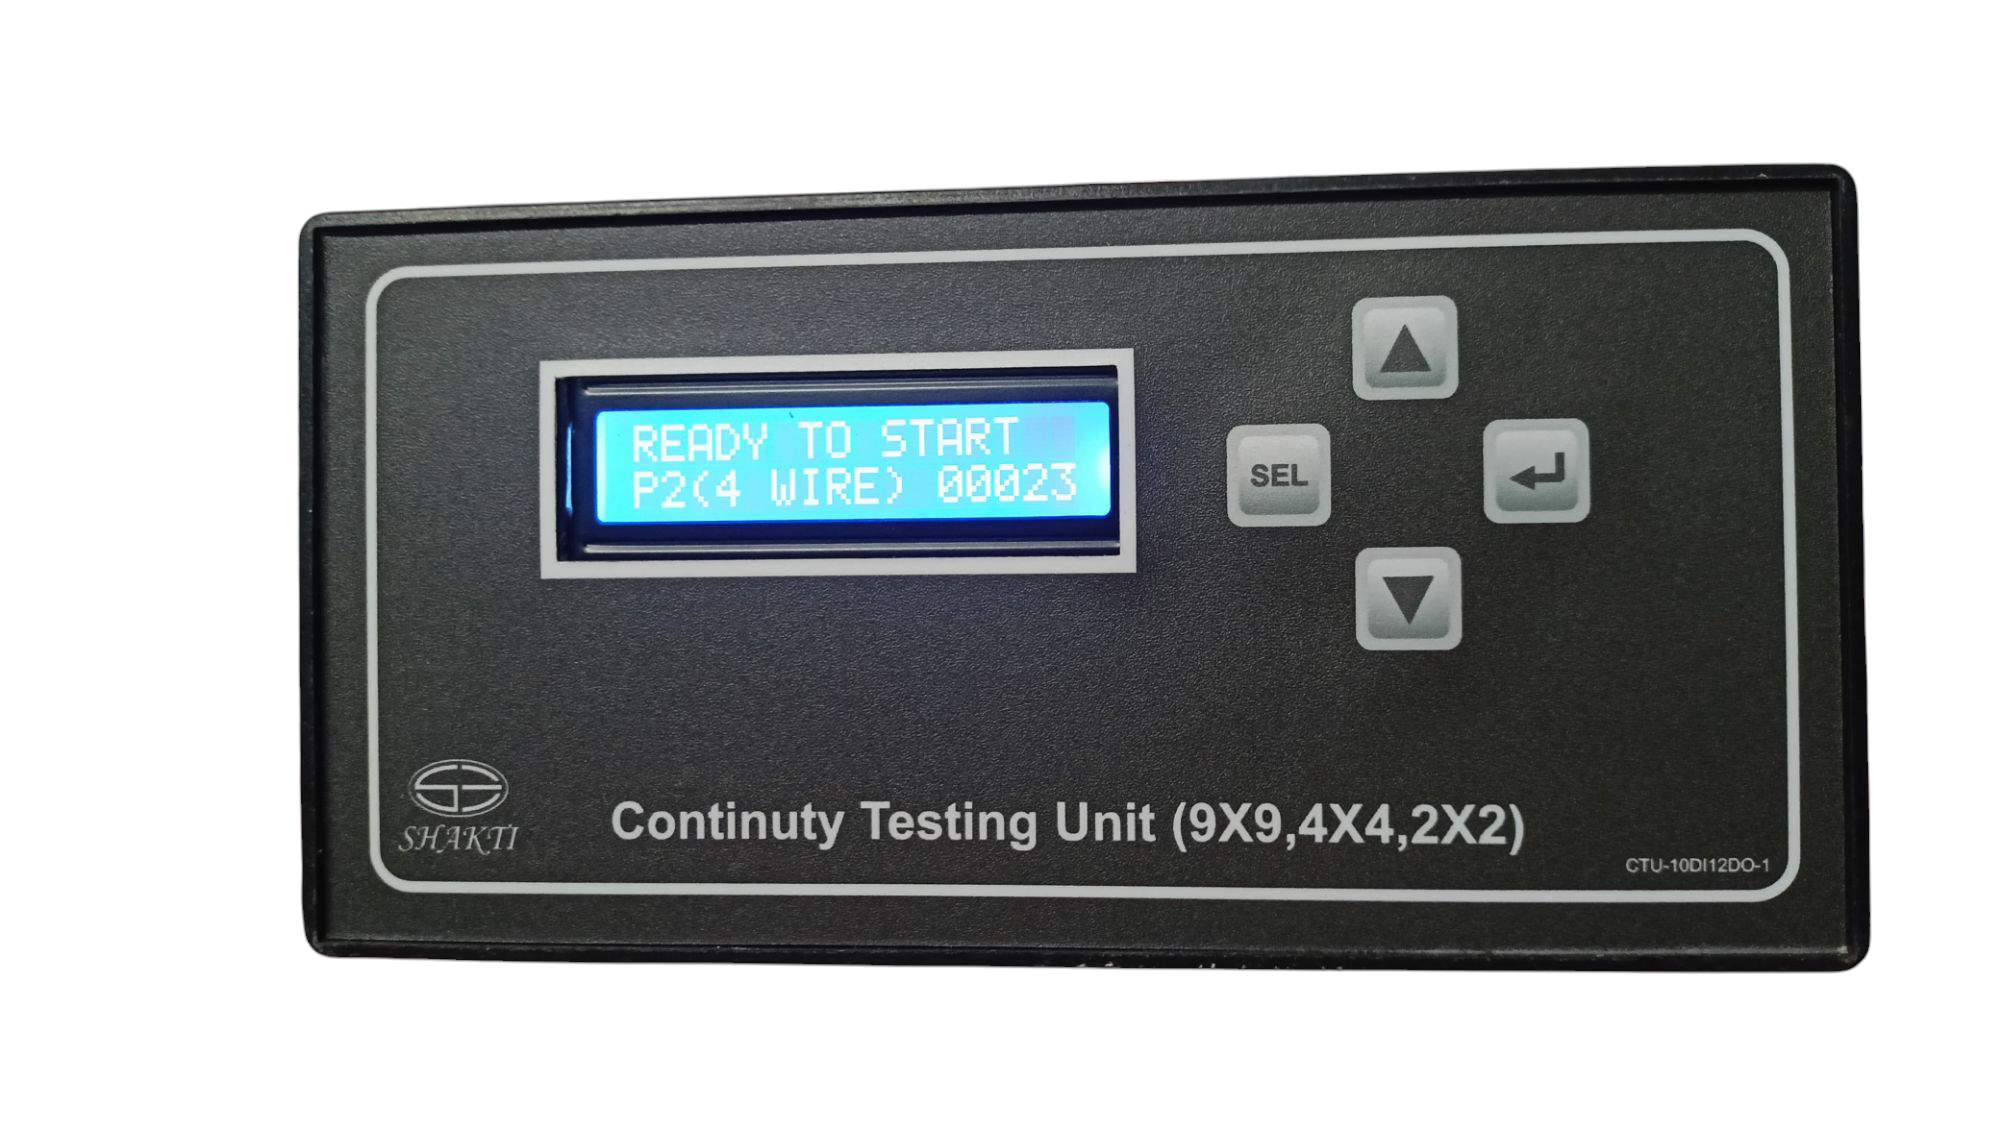 READY TO START
P2(4 WIRE) 00023
SEL
SHAKTI
Continuty Testing Unit (9X9,4X4,2X2)
CTU-10DI12DO-1